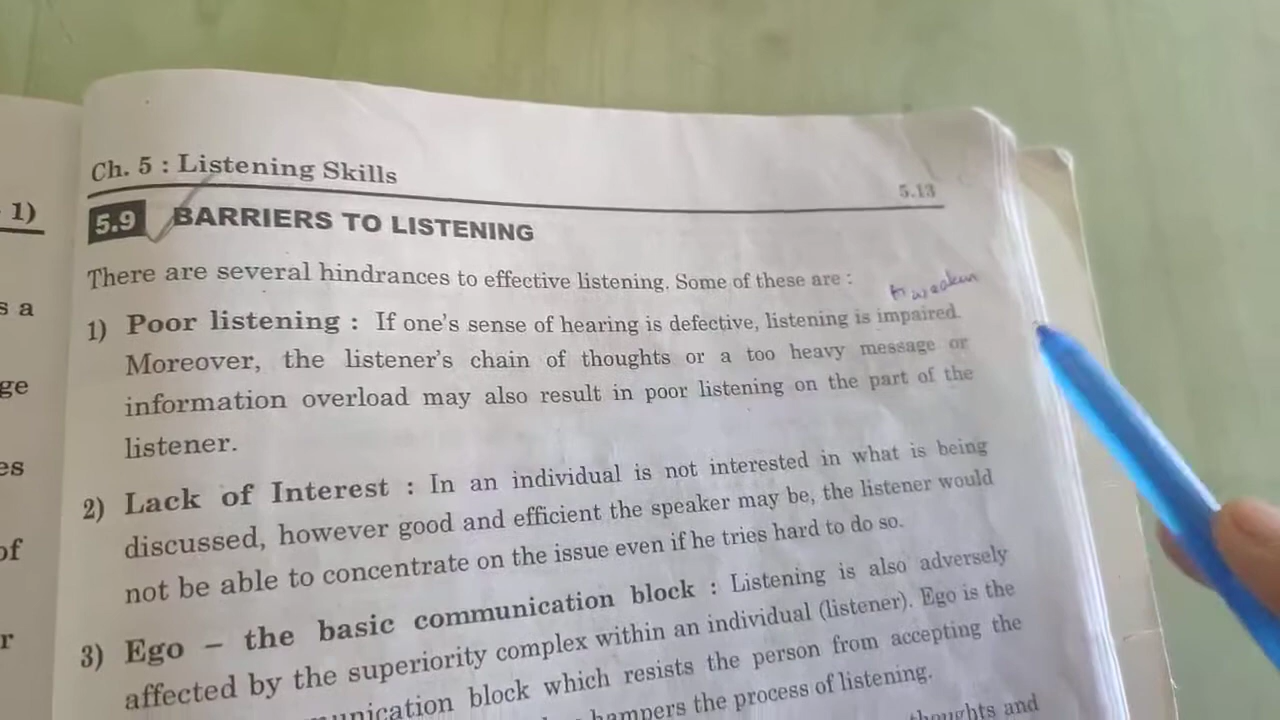 Ch. 5 : Listening Skills
5.13
5.9 BARRIERS TO LISTENING
There are several hindrances to effective listening. Some of these are :
to weaken
1) Poor listening : If one's sense of hearing is defective, listening is impaired.
Moreover, the listener's chain of thoughts or a too heavy message or
information overload may also result in poor listening on the part of the
listener.
2) Lack of Interest : In an individual is not interested in what is being
discussed, however good and efficient the speaker may be, the listener would
not be able to concentrate on the issue even if he tries hard to do so.
3) Ego – the basic communication block : Listening is also adversely
affected by the superiority complex within an individual (listener). Ego is the
block which resists the person from accepting the
hampers the process of listening.
thoughts and
1)
s a
ge
es
of
r